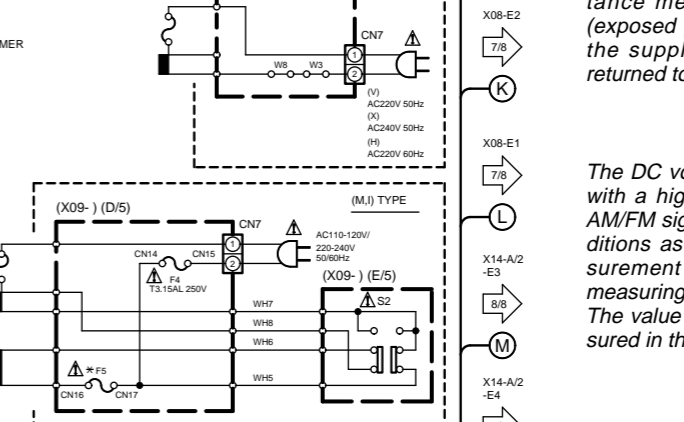 MER
CN7
1
2
W8 W3
(V)
AC220V 50Hz
(X)
AC240V 50Hz
(H)
AC220V 60Hz
X08-E2
7/8
K
X08-E1
7/8
L
X14-A/2
-E3
8/8
M
X14-A/2
-E4
tance me
(exposed
the suppl
returned to
The DC vo
with a hig
AM/FM sig
ditions as
surement
measuring
The value
sured in th
(M,I) TYPE
(X09- ) (D/5)
CN7
1
2
AC110-120V/
220-240V
50/60Hz
CN14 CN15
F4
T3.15AL 250V
(X09- ) (E/5)
S2
WH7
WH8
WH6
WH5
* F5
CN16 CN17